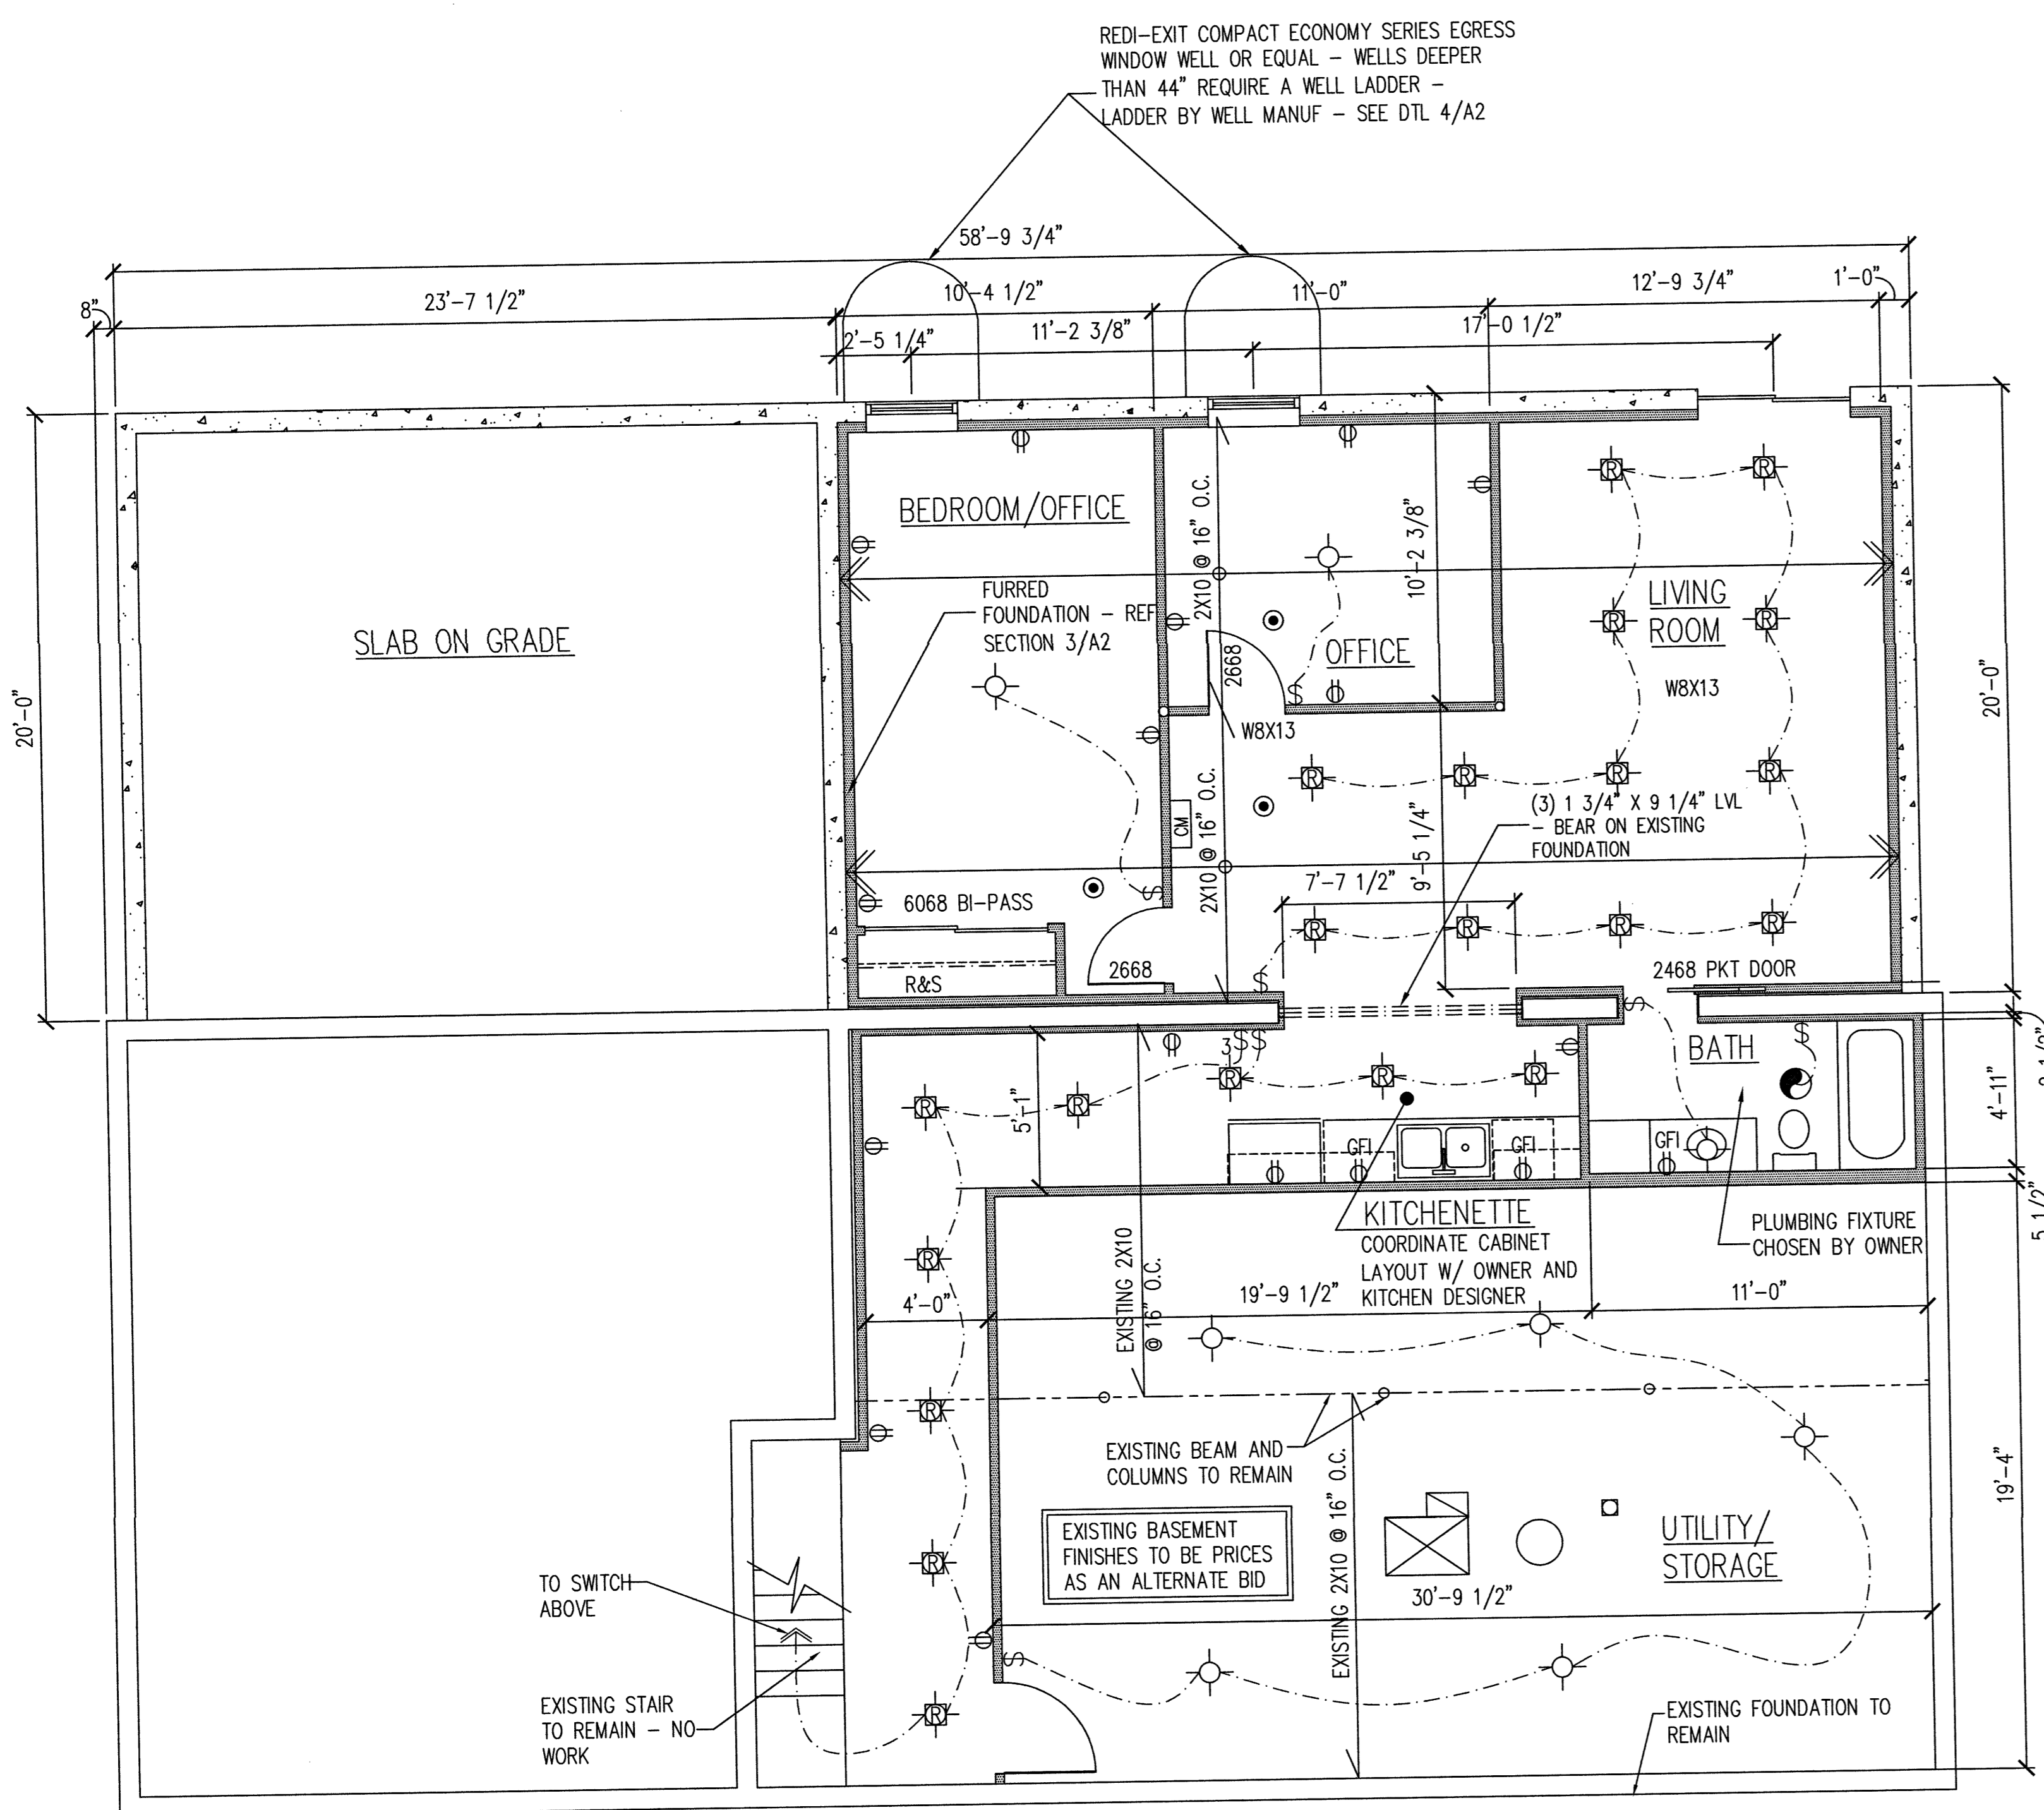 REDI-EXIT COMPACT ECONOMY SERIES EGRESS
WINDOW WELL OR EQUAL – WELLS DEEPER
THAN 44" REQUIRE A WELL LADDER –
LADDER BY WELL MANUF – SEE DTL 4/A2
58'-9 3/4"
8"
23'-7 1/2"
10'-4 1/2"
11'-0"
12'-9 3/4"
1'-0"
2'-5 1/4"
11'-2 3/8"
17'-0 1/2"
20'-0"
SLAB ON GRADE
BEDROOM/OFFICE
FURRED
FOUNDATION – REF
SECTION 3/A2
2X10 @ 16" O.C.
10'-2 3/8"
OFFICE
2668
W8X13
LIVING
ROOM
W8X13
20'-0"
R
R
R
R
R
R
R
R
CM
2X10 @ 16" O.C.
9'-5 1/4"
(3) 1 3/4" X 9 1/4" LVL
– BEAR ON EXISTING
FOUNDATION
7'-7 1/2"
6068 BI-PASS
R&S
2668
R
R
R
R
2468 PKT DOOR
$
$
$
$
$
3$$
$
BATH
4'-11"
5 1/2"
5'-1"
R
R
R
R
R
GFI
GFI
GFI
KITCHENETTE
COORDINATE CABINET
LAYOUT W/ OWNER AND
KITCHEN DESIGNER
PLUMBING FIXTURE
CHOSEN BY OWNER
EXISTING 2X10
@ 16" O.C.
R
4'-0"
19'-9 1/2"
11'-0"
R
EXISTING BEAM AND
COLUMNS TO REMAIN
EXISTING 2X10 @ 16" O.C.
19'-4"
EXISTING BASEMENT
FINISHES TO BE PRICES
AS AN ALTERNATE BID
UTILITY/
STORAGE
30'-9 1/2"
R
TO SWITCH
ABOVE
$
EXISTING STAIR
TO REMAIN – NO
WORK
R
EXISTING FOUNDATION TO
REMAIN